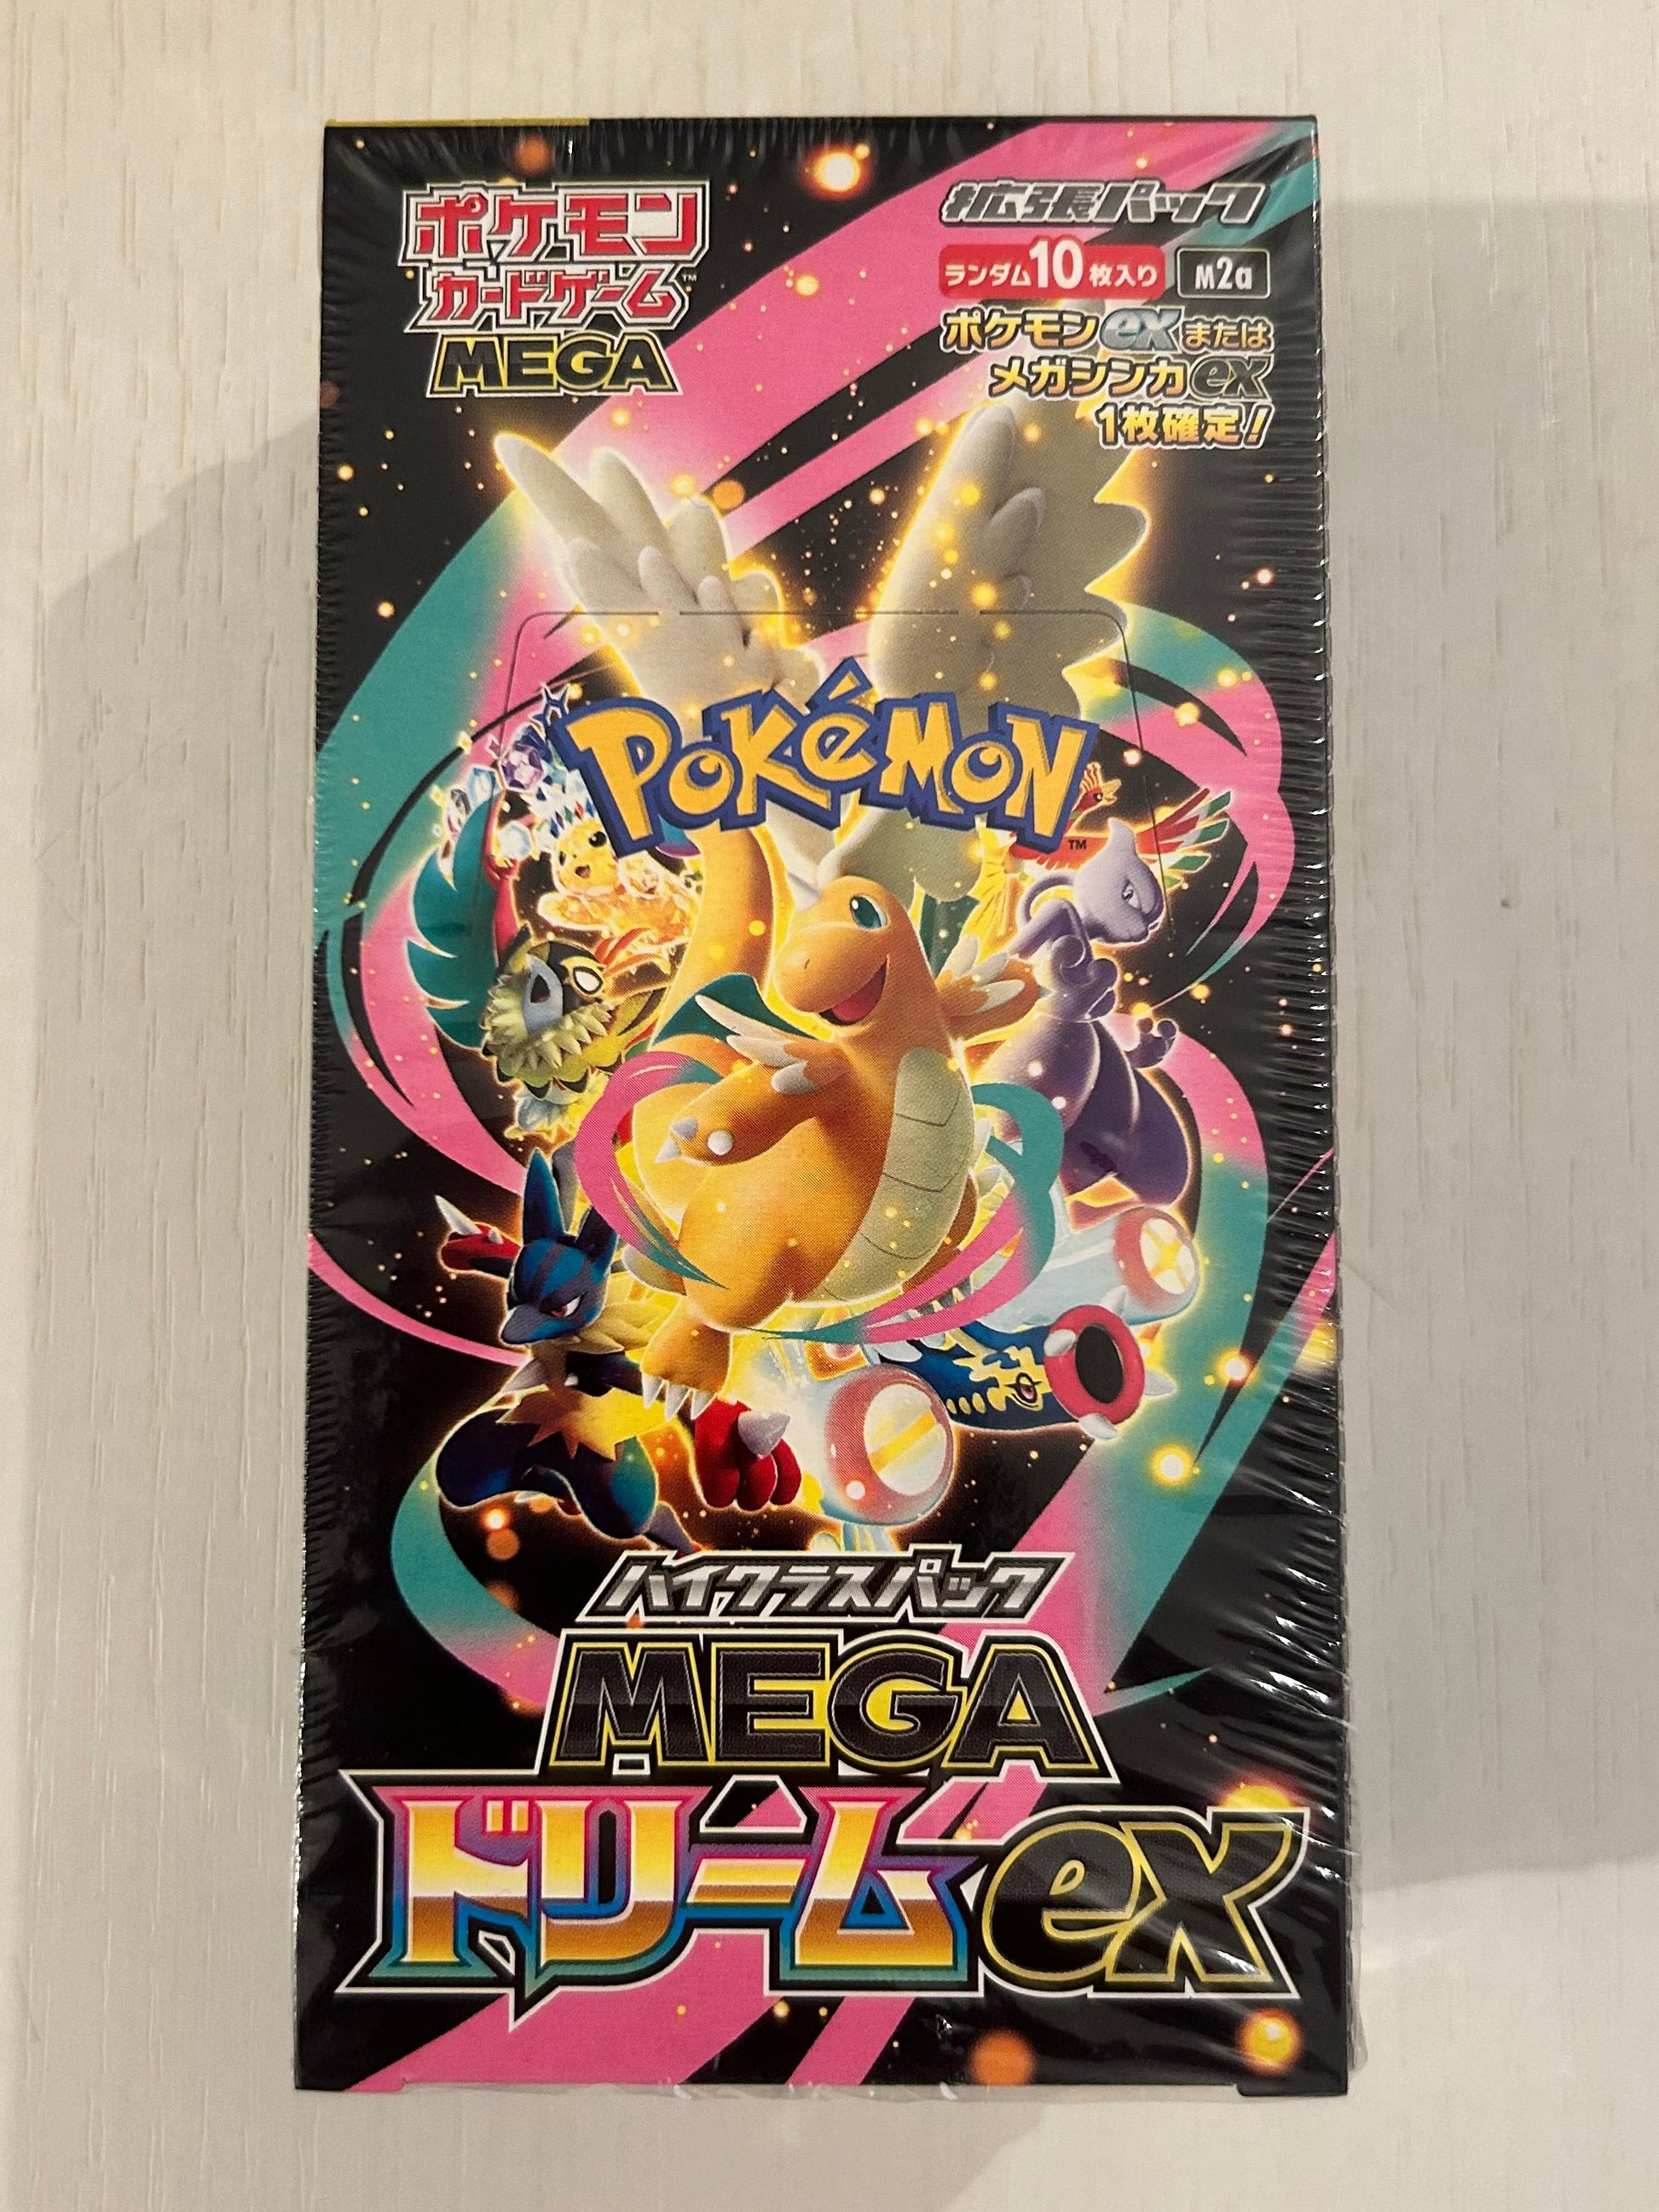 ポケモン
カードゲーム™
MEGA
拡張パック
ランダム10枚入り M2a
ポケモンexまたは
メガシンカex
1枚確定!
POKéMON™
ハイクラスパック
MEGA
ドリームex